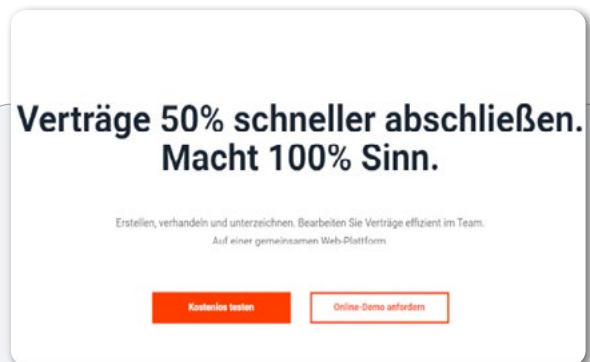 Verträge 50% schneller abschließen.
Macht 100% Sinn.
Erstellen, verhandeln und unterzeichnen. Bearbeiten Sie Verträge effizient im Team.
Auf einer gemeinsamen Web-Plattform.
Kostenlos testen
Online-Demo anfordern